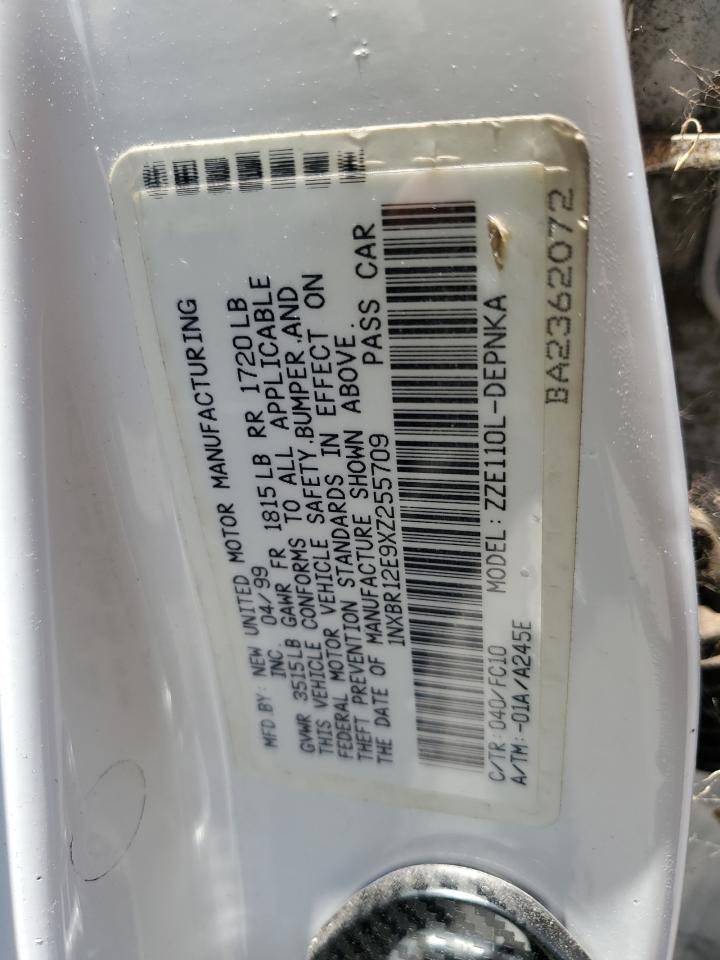 MFD BY: NEW UNITED MOTOR MANUFACTURING
INC. 04/99
GVWR 3515LB GAWR FR 1815LB RR 1720LB
THIS VEHICLE CONFORMS TO ALL APPLICABLE
FEDERAL MOTOR VEHICLE SAFETY,BUMPER,AND
THEFT PREVENTION STANDARDS IN EFFECT ON
THE DATE OF MANUFACTURE SHOWN ABOVE.
1NXBR12E9XZ255709 PASS CAR
C/TR:040/FC10 MODEL:ZZE110L-DEPNKA
A/TM:-01A/A245E
BA2362072